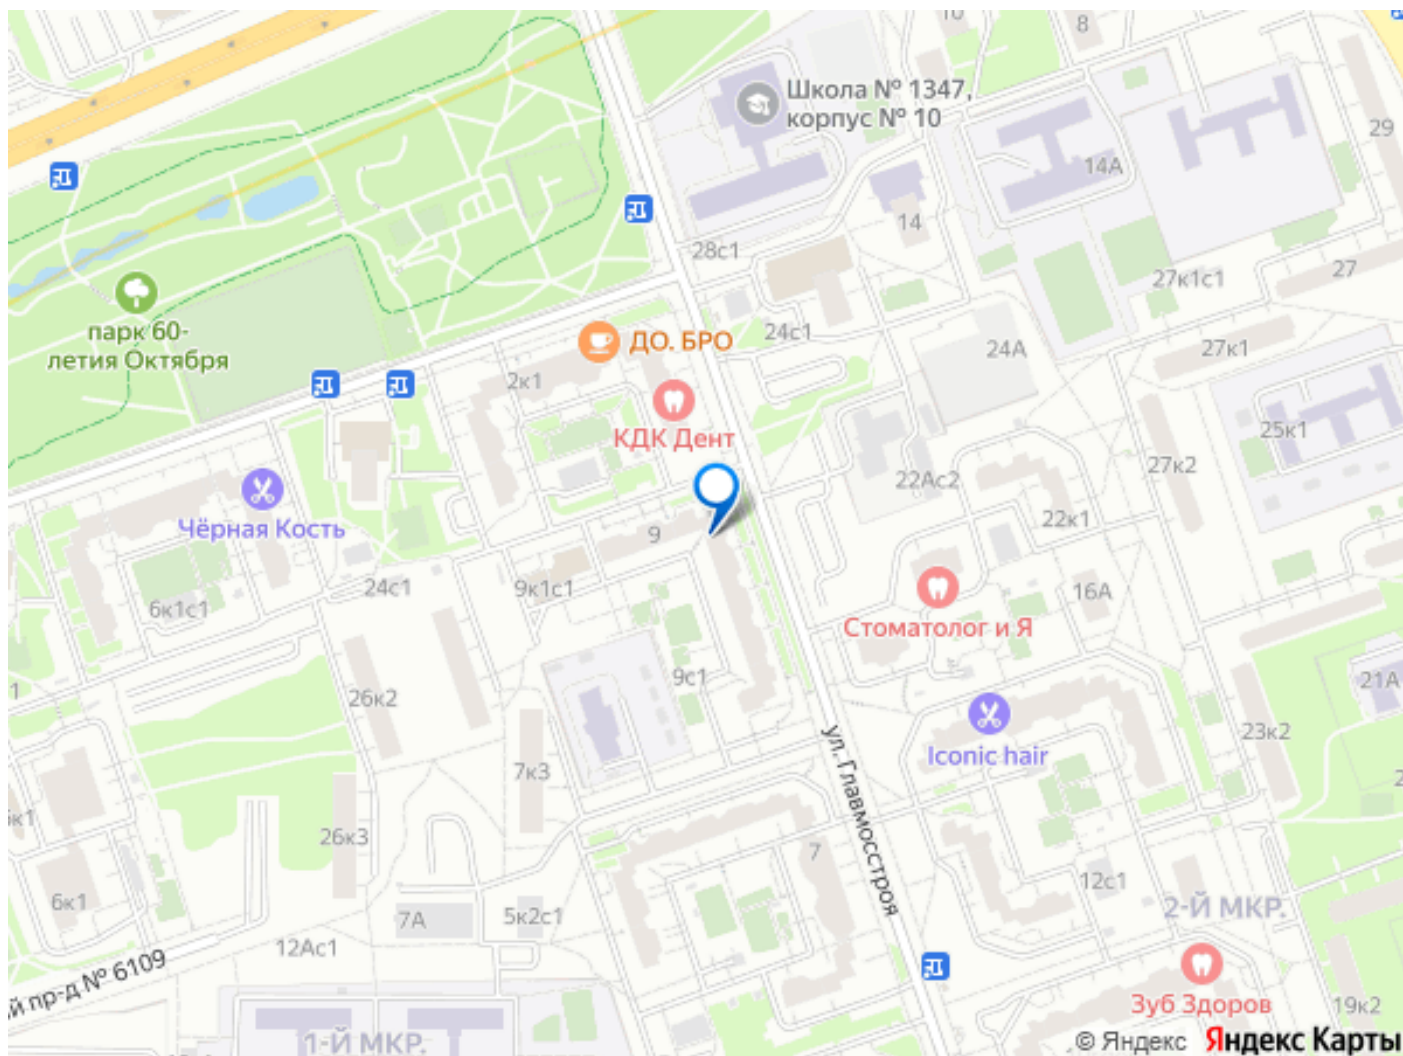 10
8
Школа № 1347,
корпус № 10
29
14А
14
28с1
27к1с1
27
парк 60-
летия Октября
ДО. БРО
24с1
24А
27к1
2к1
КДК Дент
25к1
27к2
22Ас2
22к1
Чёрная Кость
9
24с1
9к1с1
16А
6к1с1
Стоматолог и Я
9с1
1
26к2
21А
23к2
Iconic hair
ул. Главмосстроя
7к3
26к3
7
12с1
2-Й МКР.
6к1
7А
5к2с1
12Ас1
й пр-д № 6109
Зуб Здоров
19к2
1-Й МКР.
© Яндекс Яндекс Карты